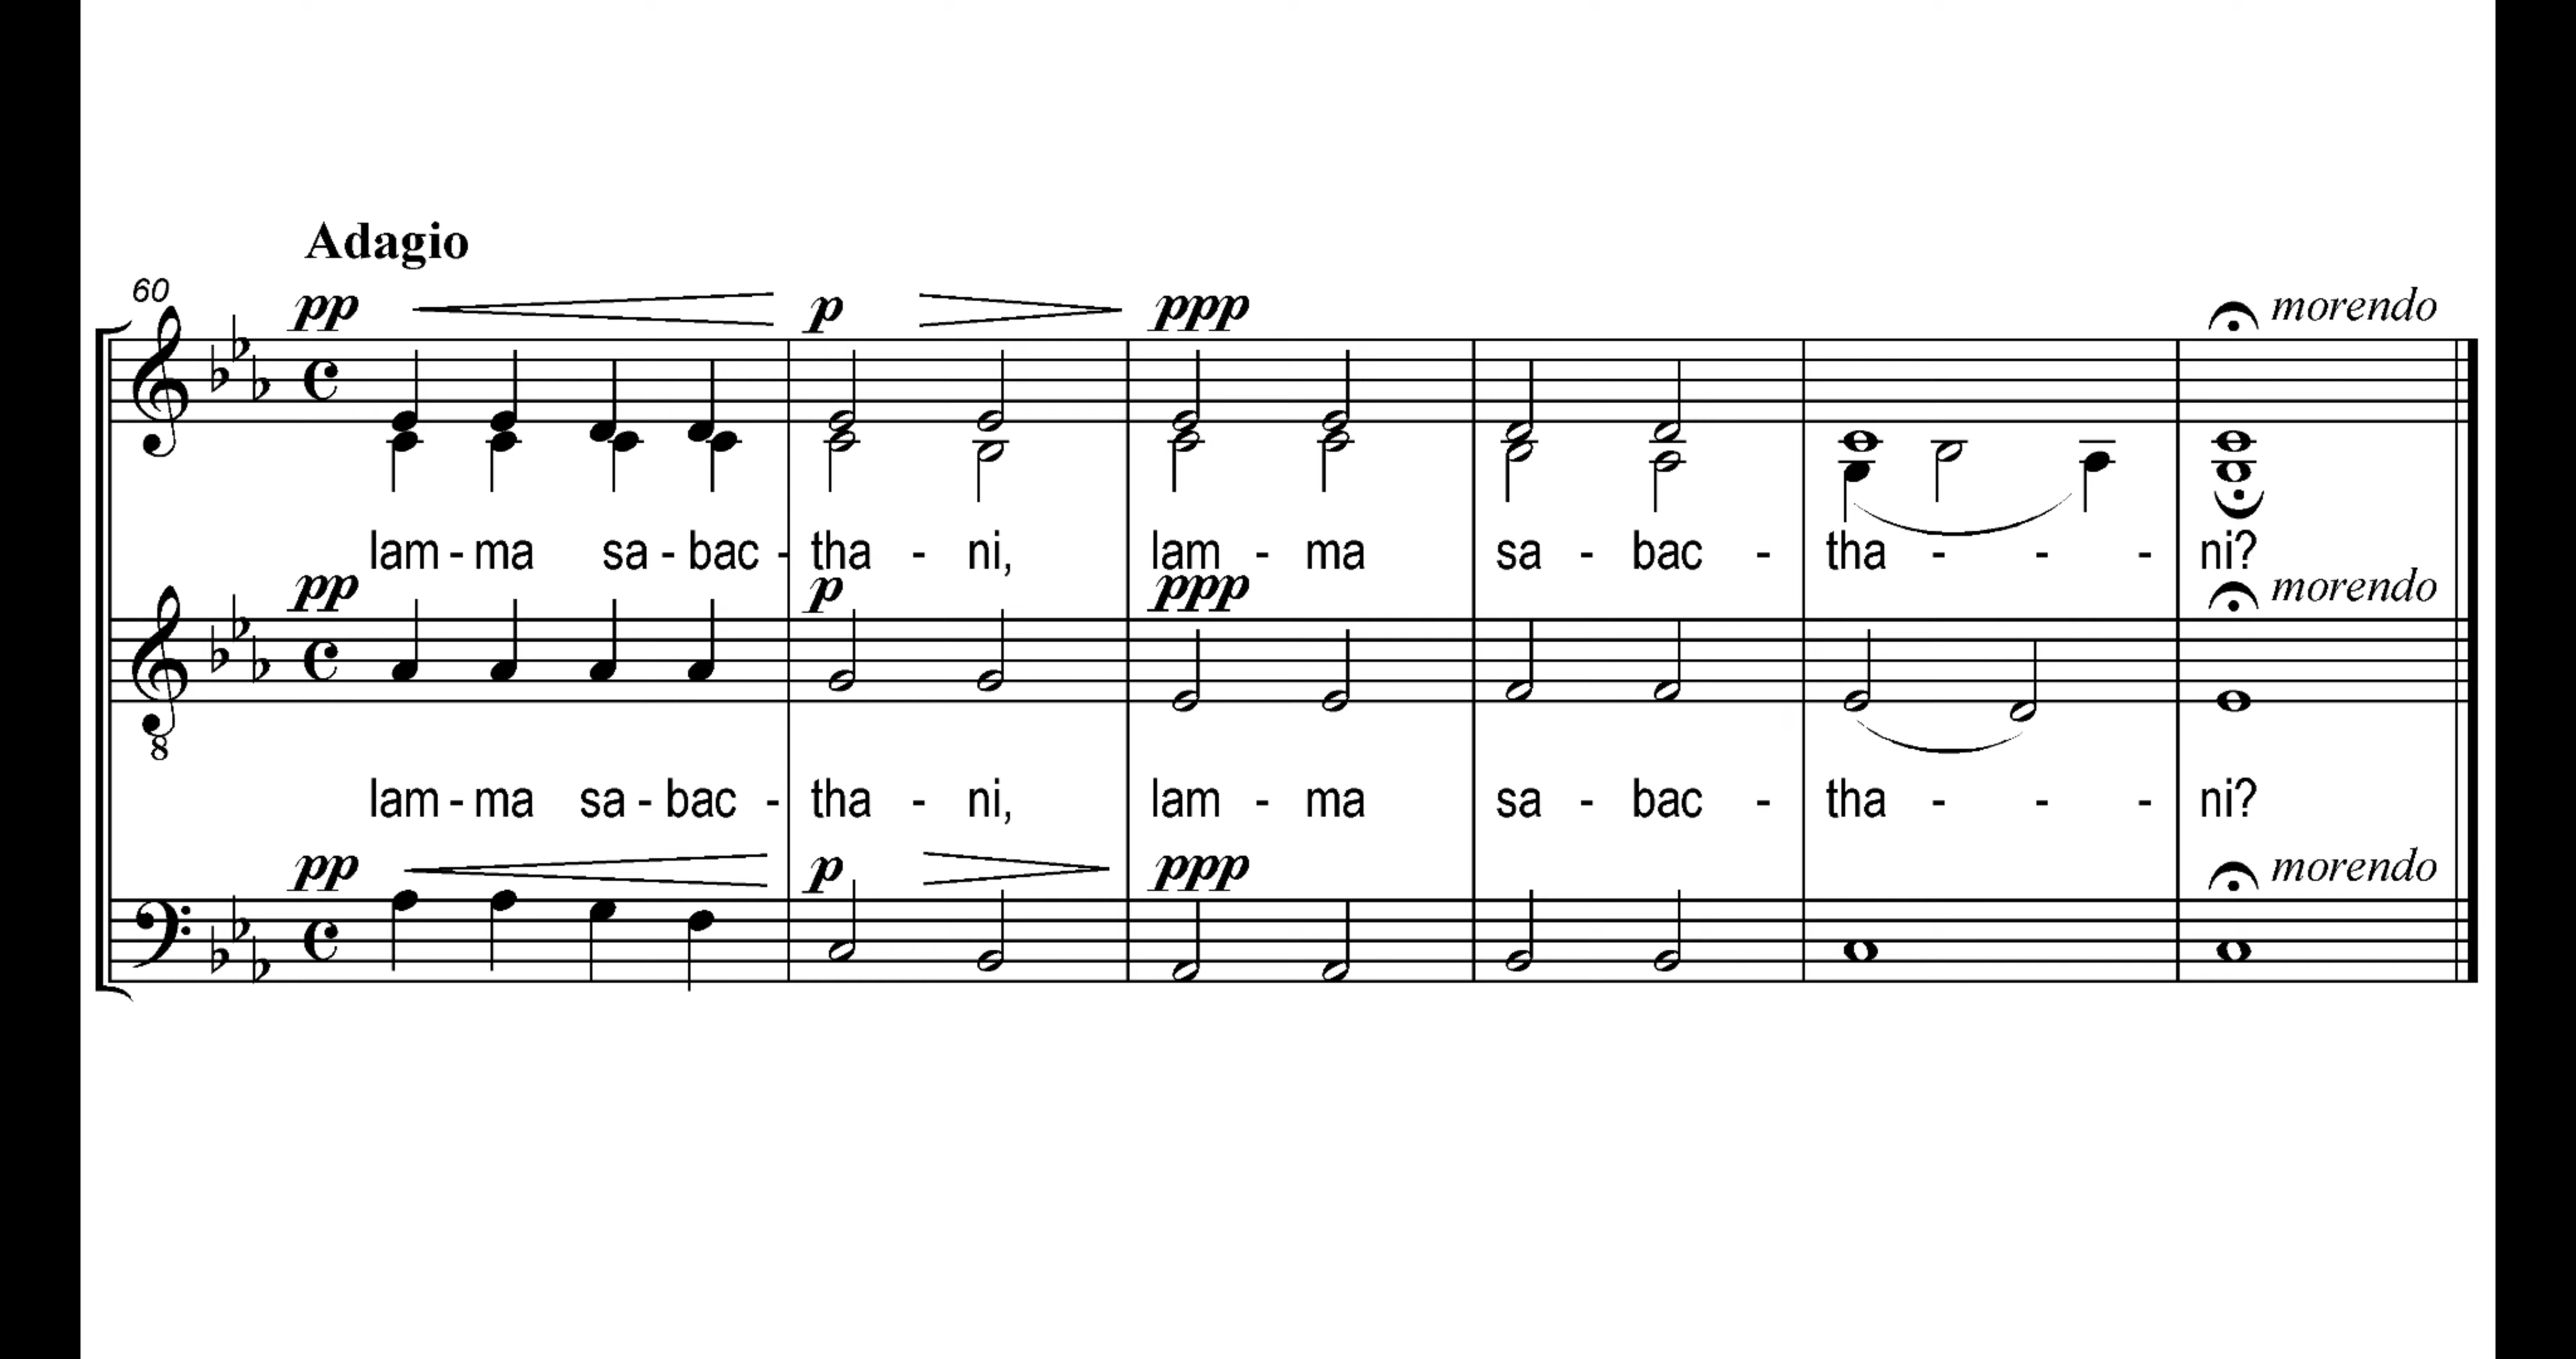 Adagio
60
pp p ppp morendo
lam - ma sa - bac - tha - ni, lam - ma sa - bac - tha - - - ni?
pp p ppp morendo
8
lam - ma sa - bac - tha - ni, lam - ma sa - bac - tha - - - ni?
pp p ppp morendo